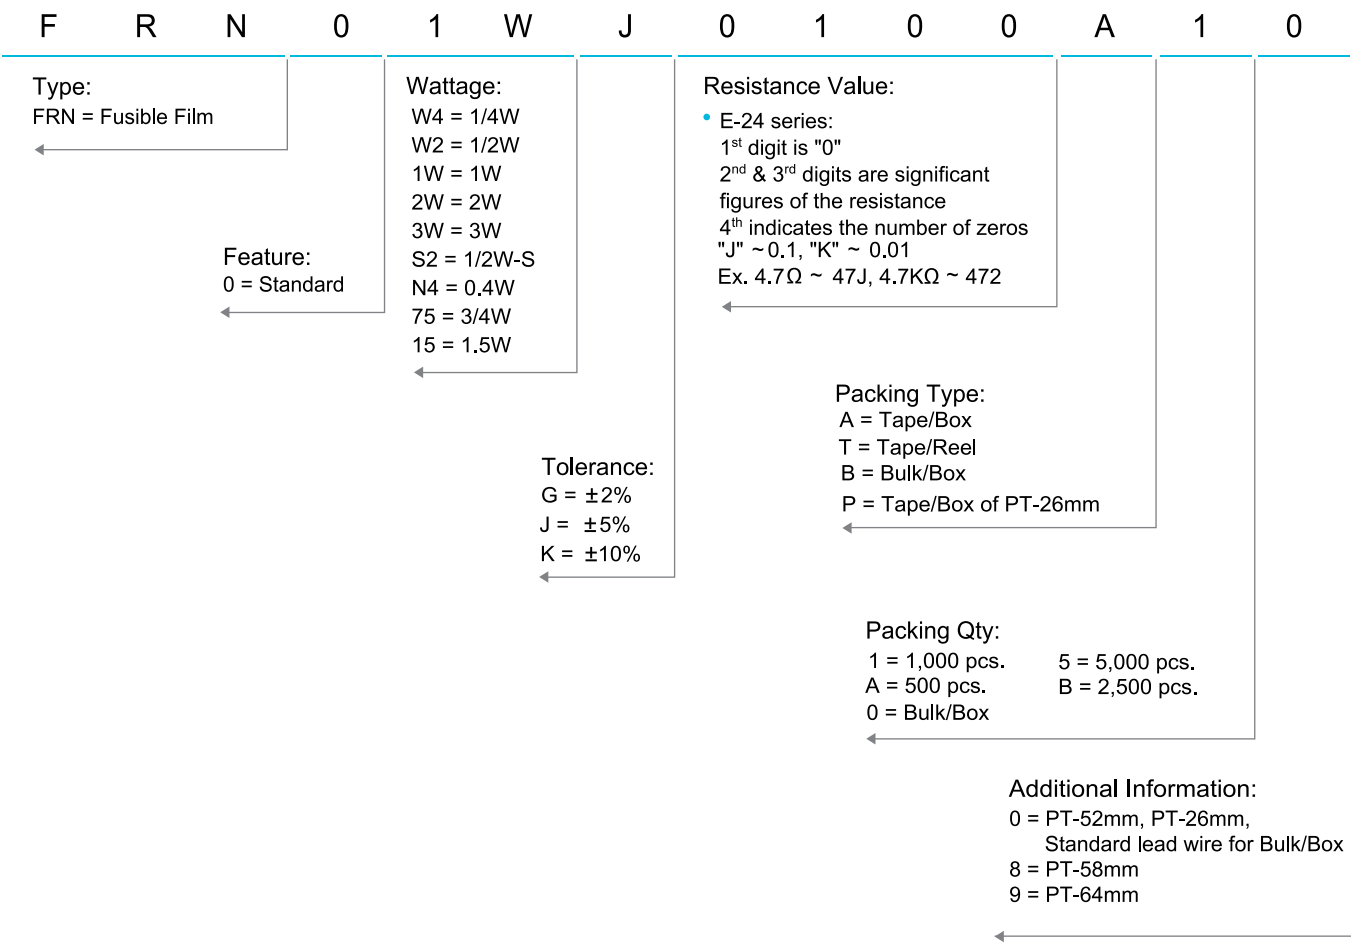 F R N 0 1 W J 0 1 0 0 A 1 0
Type:
FRN = Fusible Film
Feature:
0 = Standard
Wattage:
W4 = 1/4W
W2 = 1/2W
1W = 1W
2W = 2W
3W = 3W
S2 = 1/2W-S
N4 = 0.4W
75 = 3/4W
15 = 1.5W
Tolerance:
G = ±2%
J = ±5%
K = ±10%
Resistance Value:
• E-24 series:
1st digit is "0"
2nd & 3rd digits are significant
figures of the resistance
4th indicates the number of zeros
"J" ~0.1, "K" ~ 0.01
Ex. 4.7Ω ~ 47J, 4.7KΩ ~ 472
Packing Type:
A = Tape/Box
T = Tape/Reel
B = Bulk/Box
P = Tape/Box of PT-26mm
Packing Qty:
1 = 1,000 pcs. 5 = 5,000 pcs.
A = 500 pcs. B = 2,500 pcs.
0 = Bulk/Box
Additional Information:
0 = PT-52mm, PT-26mm,
Standard lead wire for Bulk/Box
8 = PT-58mm
9 = PT-64mm